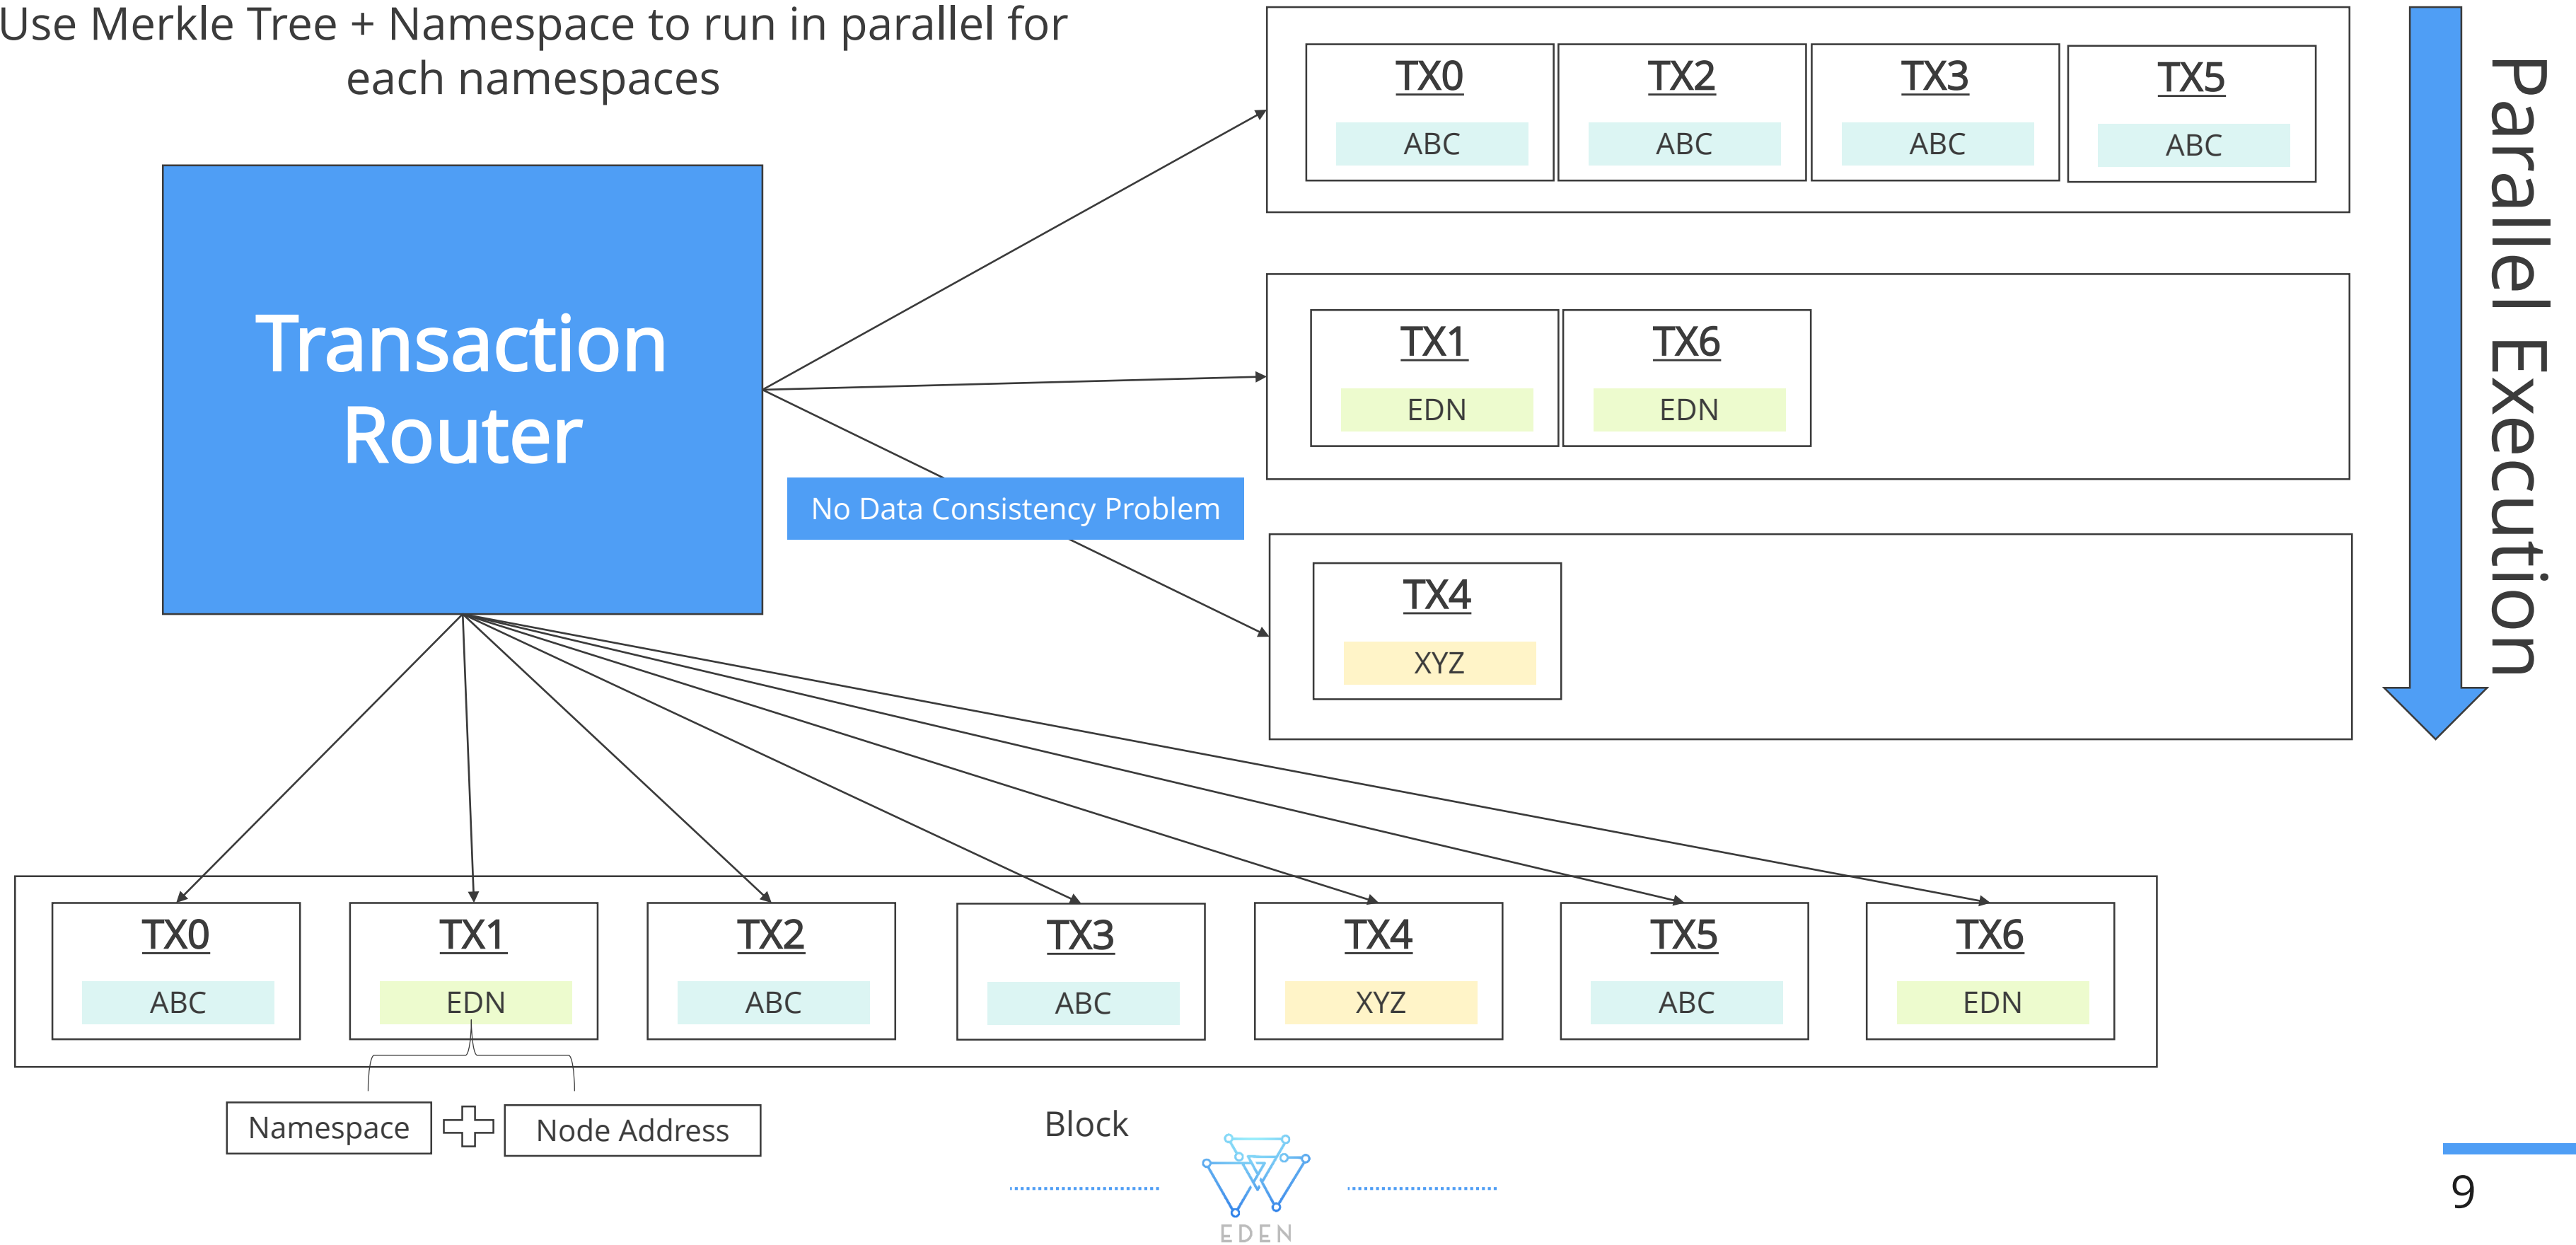 Use Merkle Tree + Namespace to run in parallel for
each namespaces
Transaction
Router
No Data Consistency Problem
TX0
ABC
TX2
ABC
TX3
ABC
TX5
ABC
TX1
EDN
TX6
EDN
TX4
XYZ
Parallel Execution
TX0
ABC
TX1
EDN
TX2
ABC
TX3
ABC
TX4
XYZ
TX5
ABC
TX6
EDN
Namespace
Node Address
Block
EDEN
9